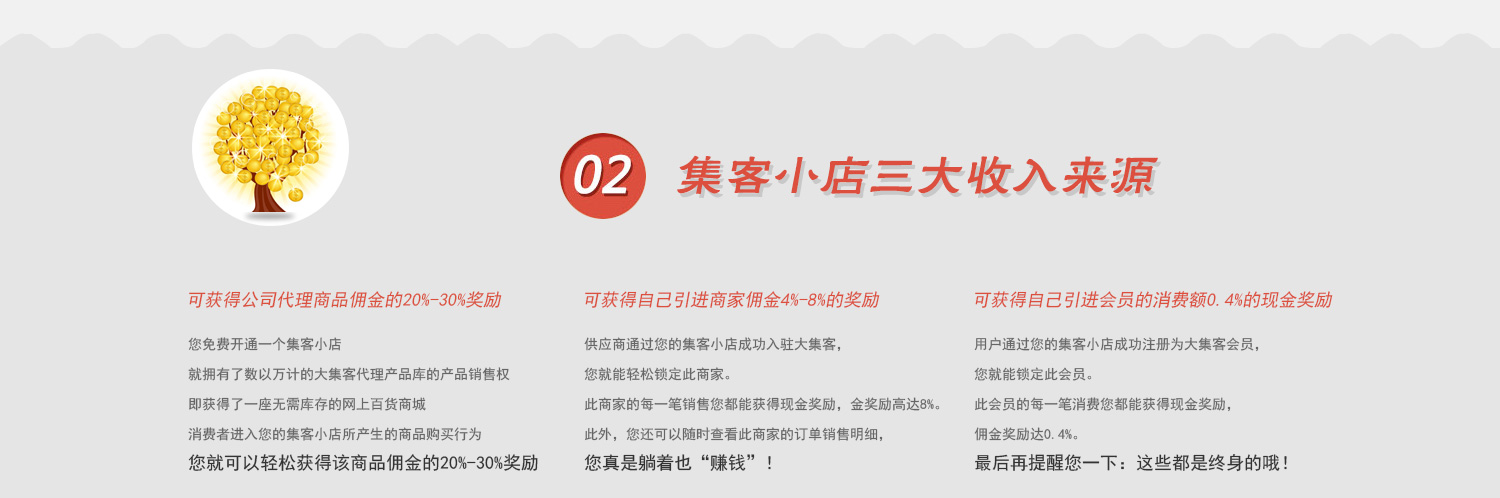 02 集客小店三大收入来源
可获得公司代理商品佣金的20%-30%奖励
您免费开通一个集客小店
就拥有了数以万计的大集客代理产品库的产品销售权
即获得了一座无需库存的网上百货商城
消费者进入您的集客小店所产生的商品购买行为
您就可以轻松获得该商品佣金的20%-30%奖励
可获得自己引进商家佣金4%-8%的奖励
供应商通过您的集客小店成功入驻大集客，
您就能轻松锁定此商家。
此商家的每一笔销售您都能获得现金奖励，金奖励高达8%。
此外，您还可以随时查看此商家的订单销售明细，
您真是躺着也“赚钱”！
可获得自己引进会员的消费额0.4%的现金奖励
用户通过您的集客小店成功注册为大集客会员，
您就能锁定此会员。
此会员的每一笔消费您都能获得现金奖励，
佣金奖励达0.4%。
最后再提醒您一下：这些都是终身的哦！